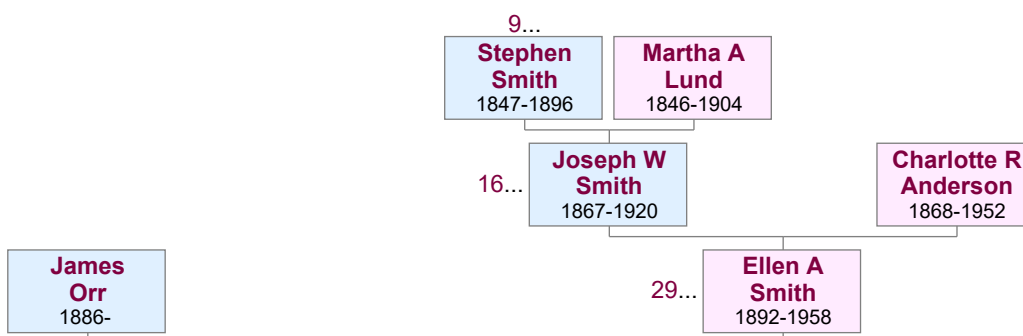 9...
Stephen
Smith
1847-1896
Martha A
Lund
1846-1904
16...
Joseph W
Smith
1867-1920
Charlotte R
Anderson
1868-1952
James
Orr
1886-
29...
Ellen A
Smith
1892-1958